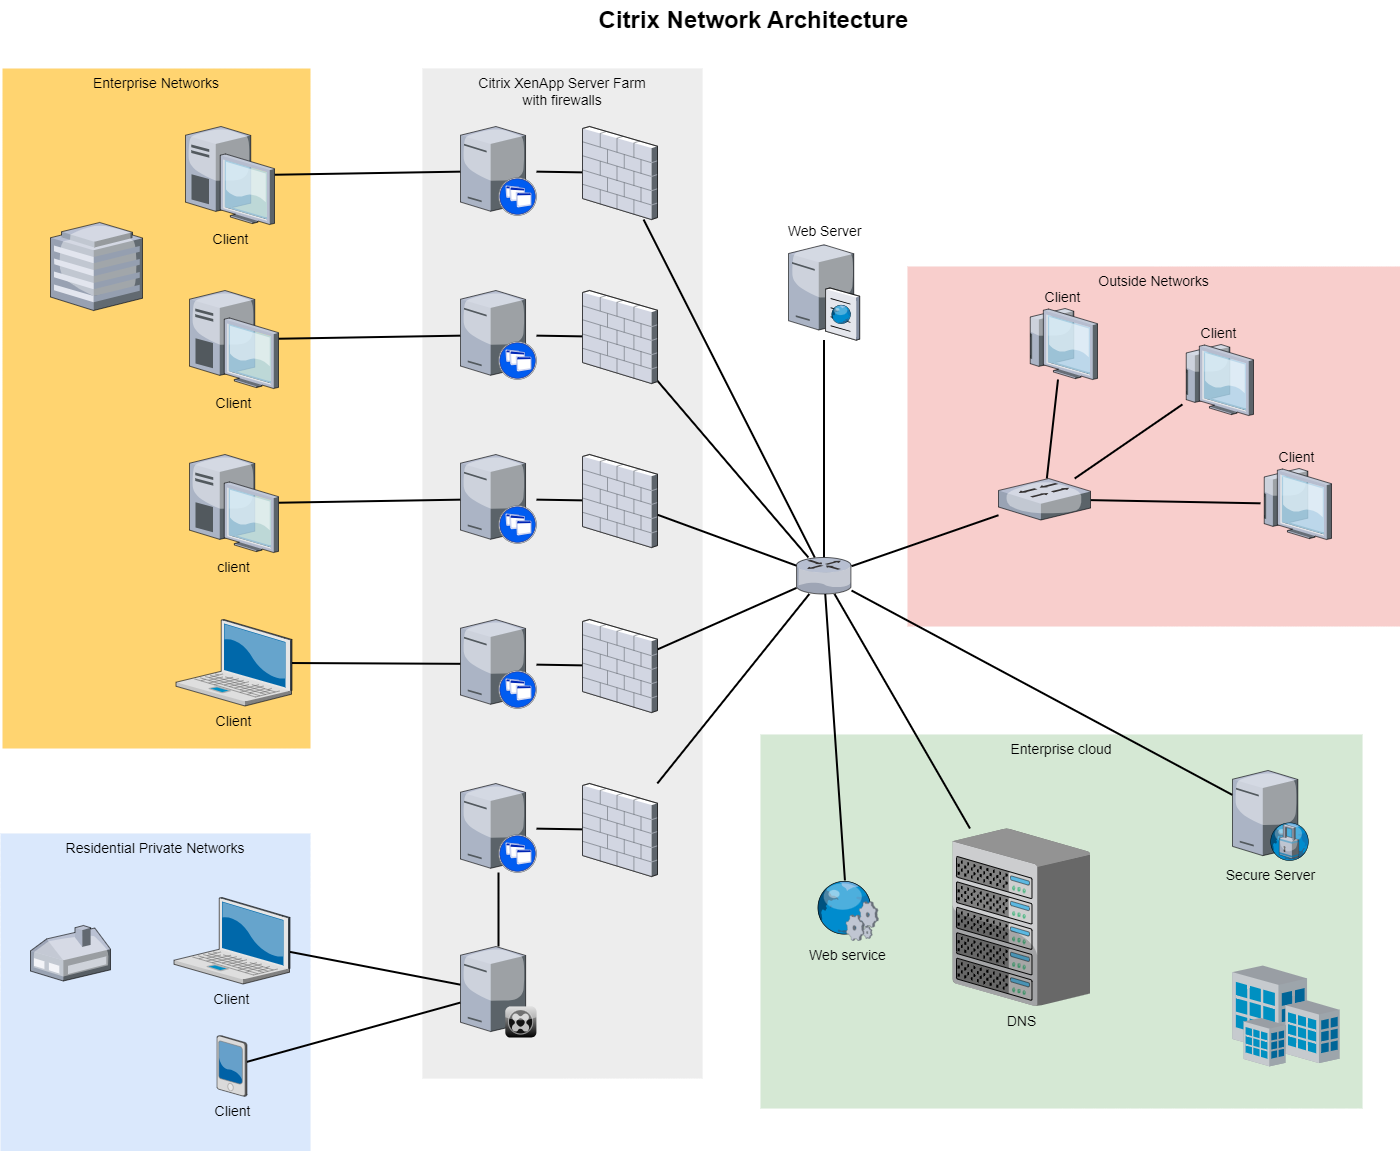 Citrix Network Architecture
Enterprise Networks
Client
Client
client
Client
Citrix XenApp Server Farm
with firewalls
Web Server
Outside Networks
Client
Client
Client
Residential Private Networks
Client
Client
Enterprise cloud
Web service
DNS
Secure Server